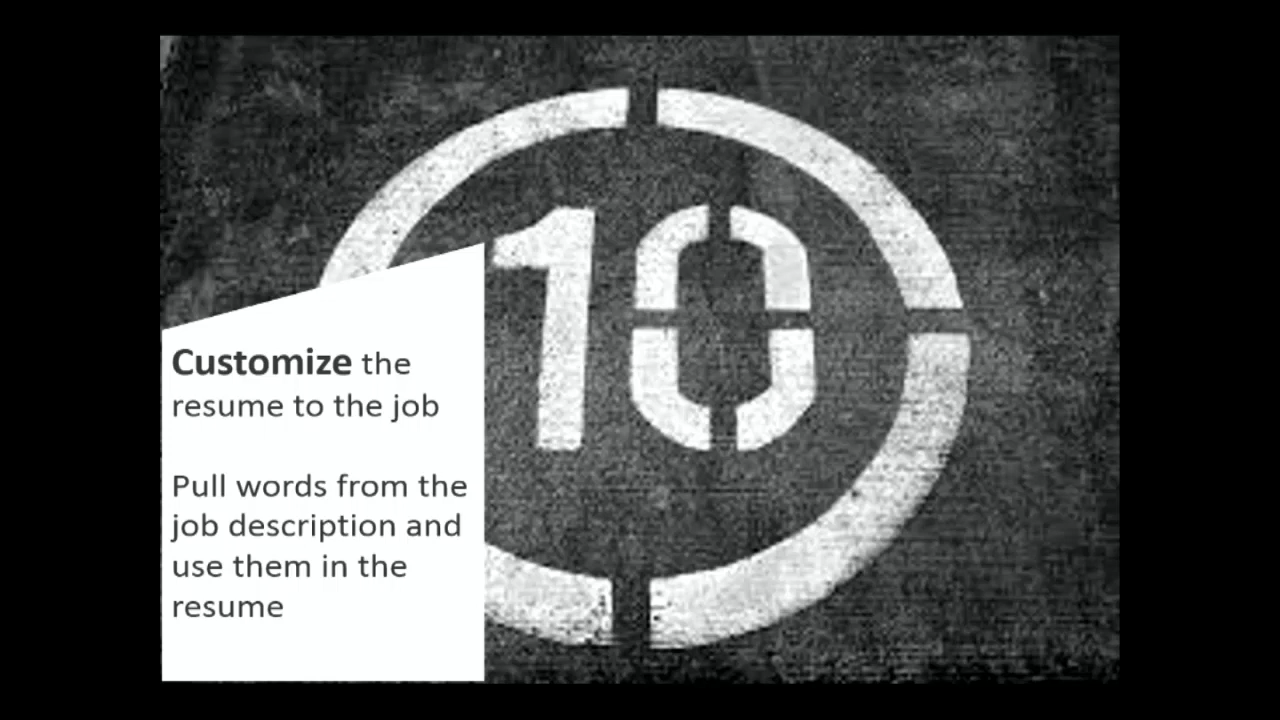 10
Customize the
resume to the job
Pull words from the
job description and
use them in the
resume